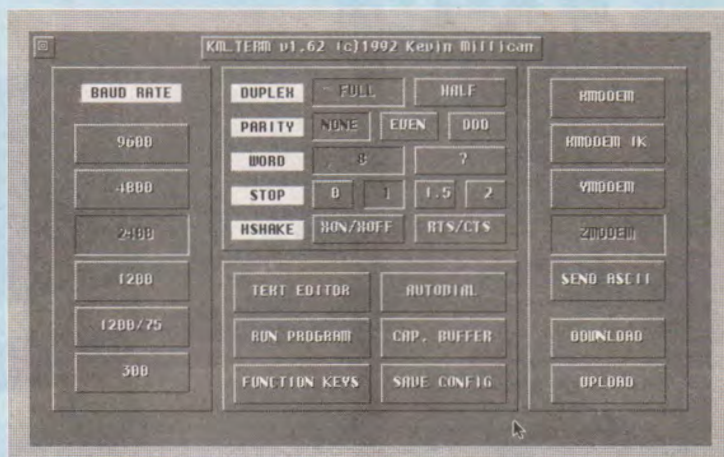 KM_TERM v1.62 (c)1992 Kevin Millican
BAUD RATE
9600
4800
2400
1200
1200/75
300
DUPLEX FULL HALF
PARITY NONE EVEN ODD
WORD 8 7
STOP 0 1 1.5 2
HSHAKE XON/XOFF RTS/CTS
TEXT EDITOR AUTODIAL
RUN PROGRAM CAP. BUFFER
FUNCTION KEYS SAVE CONFIG
XMODEM
XMODEM 1K
YMODEM
ZMODEM
SEND ASCII
DOWNLOAD
UPLOAD